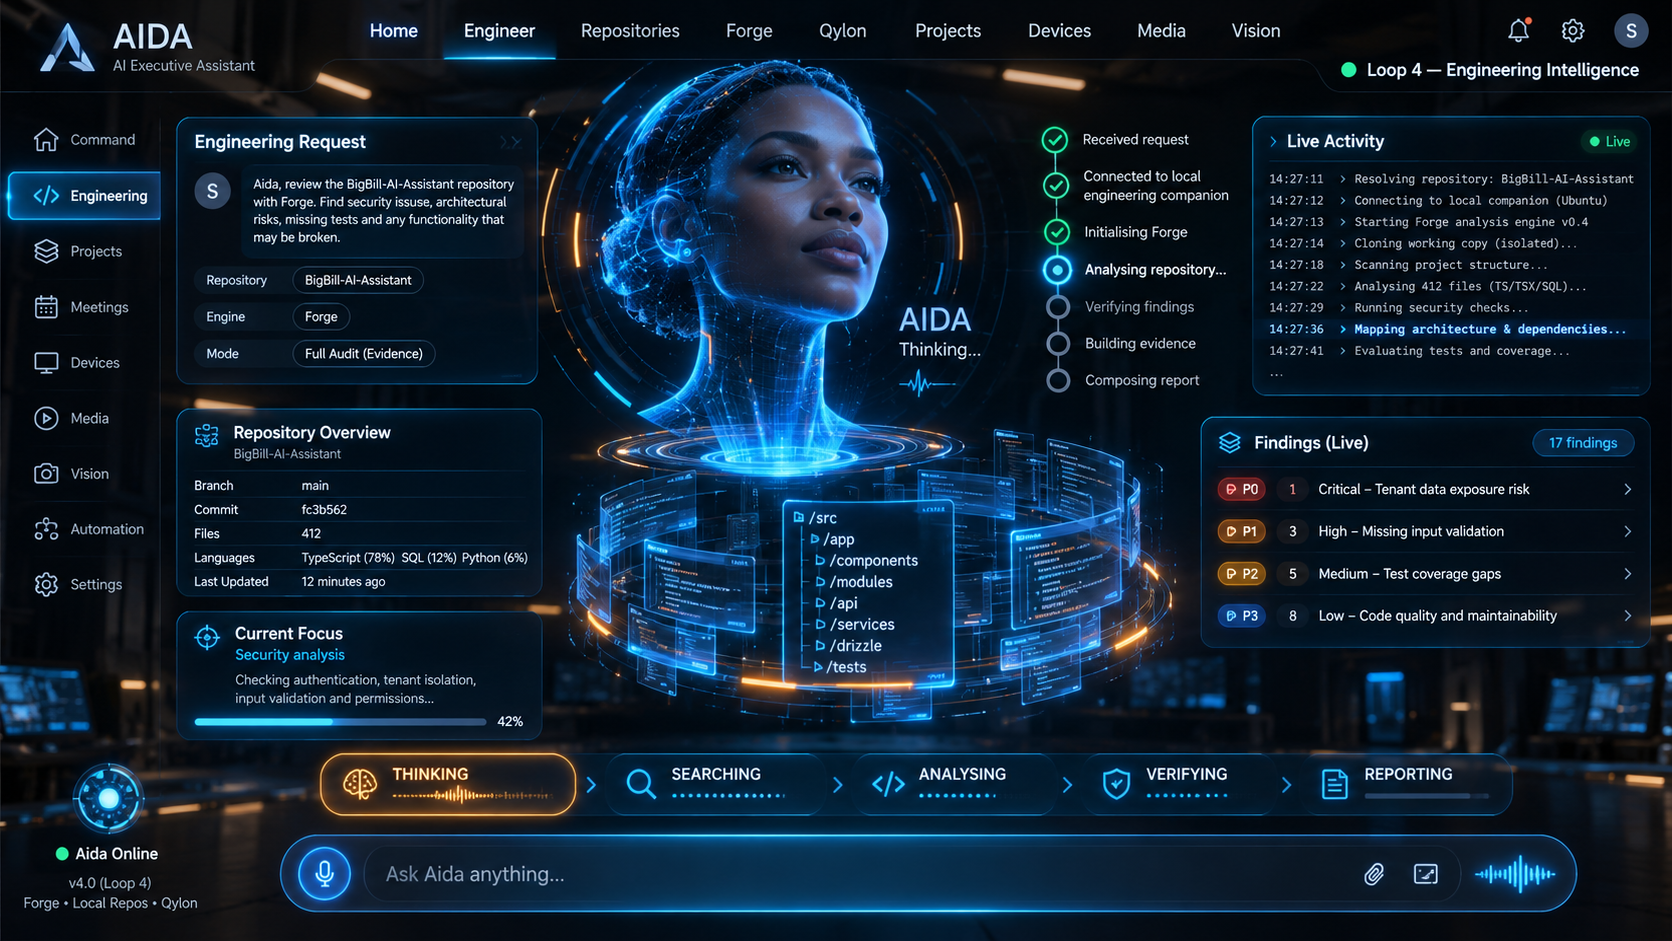 AIDA
AI Executive Assistant
Home
Engineer
Repositories
Forge
Qylon
Projects
Devices
Media
Vision
S
Loop 4 — Engineering Intelligence
Command
Engineering
Projects
Meetings
Devices
Media
Vision
Automation
Settings
Engineering Request
S
Aida, review the BigBill-AI-Assistant repository
with Forge. Find security issuse, architectural
risks, missing tests and any functionality that
may be broken.
Repository
BigBill-AI-Assistant
Engine
Forge
Mode
Full Audit (Evidence)
Repository Overview
BigBill-AI-Assistant
Branch main
Commit fc3b562
Files 412
Languages TypeScript (78%) SQL (12%) Python (6%)
Last Updated 12 minutes ago
Current Focus
Security analysis
Checking authentication, tenant isolation,
input validation and permissions...
42%
AIDA
Thinking...
Received request
Connected to local
engineering companion
Initialising Forge
Analysing repository...
Verifying findings
Building evidence
Composing report
/src
/app
/components
/modules
/api
/services
/drizzle
/tests
Live Activity
Live
14:27:11 > Resolving repository: BigBill-AI-Assistant
14:27:12 > Connecting to local companion (Ubuntu)
14:27:13 > Starting Forge analysis engine v0.4
14:27:14 > Cloning working copy (isolated)...
14:27:18 > Scanning project structure...
14:27:22 > Analysing 412 files (TS/TSX/SQL)...
14:27:29 > Running security checks...
14:27:36 > Mapping architecture & dependenciies...
14:27:41 > Evaluating tests and coverage...
...
Findings (Live)
17 findings
P0 1 Critical – Tenant data exposure risk
P1 3 High – Missing input validation
P2 5 Medium – Test coverage gaps
P3 8 Low – Code quality and maintainability
THINKING
SEARCHING
ANALYSING
VERIFYING
REPORTING
Aida Online
v4.0 (Loop 4)
Forge • Local Repos • Qylon
Ask Aida anything...